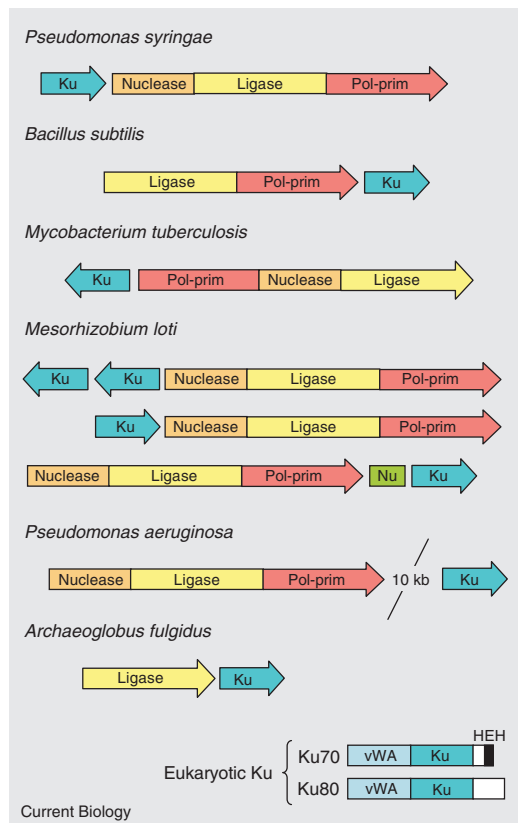 Pseudomonas syringae
Ku Nuclease Ligase Pol-prim
Bacillus subtilis
Ligase Pol-prim Ku
Mycobacterium tuberculosis
Ku Pol-prim Nuclease Ligase
Mesorhizobium loti
Ku Ku Nuclease Ligase Pol-prim
Ku Nuclease Ligase Pol-prim
Nuclease Ligase Pol-prim Nu Ku
Pseudomonas aeruginosa
Nuclease Ligase Pol-prim 10 kb Ku
Archaeoglobus fulgidus
Ligase Ku
HEH
Ku70 vWA Ku
Eukaryotic Ku
Ku80 vWA Ku
Current Biology